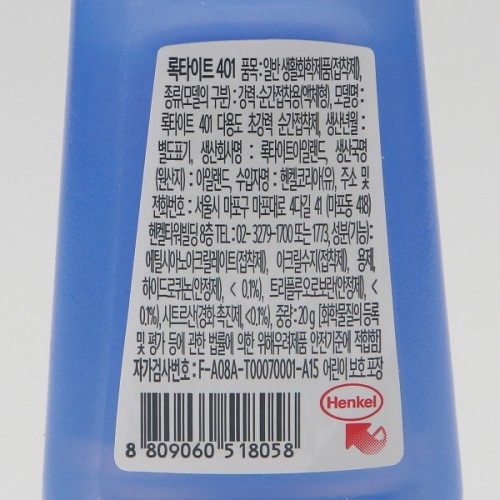 록타이트 401 품목: 일반 생활화학제품(접착제),
종류(모델의 구분) : 강력 순간접착용(액체형), 모델명 :
록타이트 401 다용도 초강력 순간접착제, 생산년월 :
별도표기, 생산회사명 : 록타이트아일랜드, 생산국명
(원산지) : 아일랜드, 수입자명 : 헨켈코리아(유), 주소 및
전화번호 : 서울시 마포구 마포대로 4다길 41 (마포동 418)
헨켈타워빌딩 8층 TEL : 02- 3279-1700 또는 1773, 성분(기능) :
에틸시아노아크릴레이트(접착제), 아크릴수지(접착제), 용제,
하이드로퀴논(안정제), < 0.1%), 트리플루오로보란(안정제), <
0.1%), 시트르산(경화 촉진제, <0.1%), 중량 : 20g [화학물질의 등록
및 평가 등에 관한 법률에 의한 위해우려제품 안전기준에 적합함]
자가검사번호 : F-A08A-T00070001-A15 어린이 보호 포장
Henkel
8 809060 518058